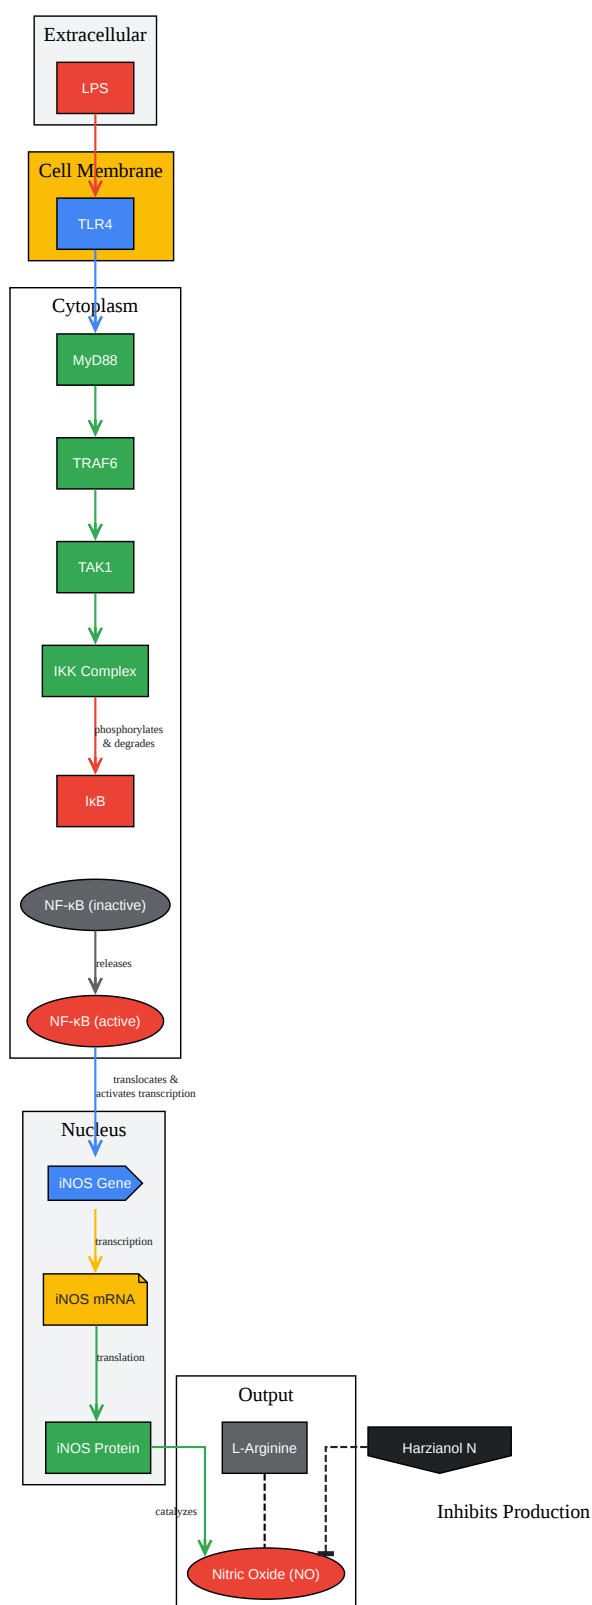 Extracellular
LPS
Cell Membrane
TLR4
Cytoplasm
MyD88
TRAF6
TAK1
IKK Complex
phosphorylates
& degrades
IκB
NF-κB (inactive)
releases
NF-κB (active)
translocates &
activates transcription
Nucleus
iNOS Gene
transcription
iNOS mRNA
translation
Output
iNOS Protein
L-Arginine
Harzianol N
catalyzes
Inhibits Production
Nitric Oxide (NO)